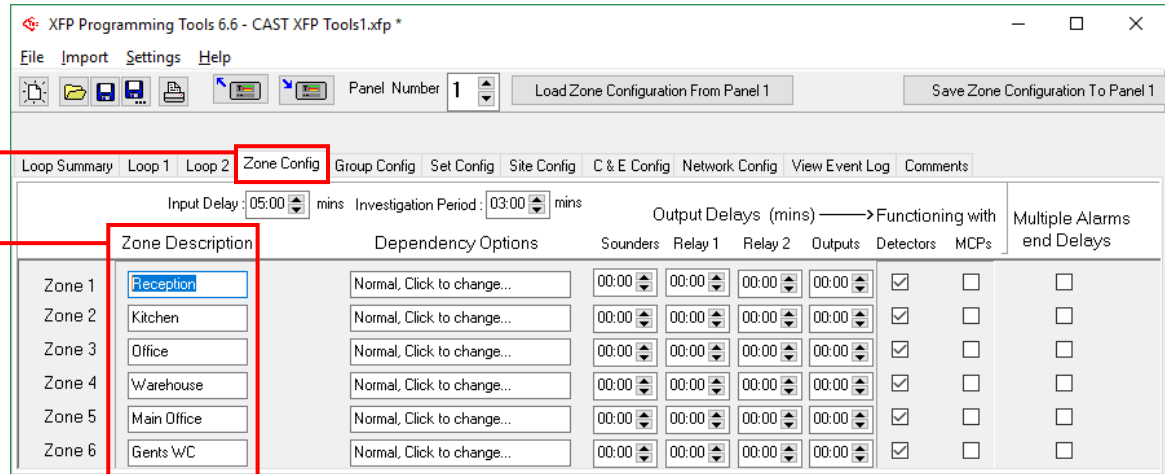 XFP Programming Tools 6.6 - CAST XFP Tools1.xfp *
File Import Settings Help
Panel Number 1 Load Zone Configuration From Panel 1 Save Zone Configuration To Panel 1
Loop Summary Loop 1 Loop 2 Zone Config Group Config Set Config Site Config C & E Config Network Config View Event Log Comments
Input Delay : 05:00 mins Investigation Period : 03:00 mins
Output Delays (mins) Functioning with Multiple Alarms
Zone Description Dependency Options Sounders Relay 1 Relay 2 Outputs Detectors MCPs end Delays
Zone 1 Reception Normal, Click to change... 00:00 00:00 00:00 00:00
Zone 2 Kitchen Normal, Click to change... 00:00 00:00 00:00 00:00
Zone 3 Office Normal, Click to change... 00:00 00:00 00:00 00:00
Zone 4 Warehouse Normal, Click to change... 00:00 00:00 00:00 00:00
Zone 5 Main Office Normal, Click to change... 00:00 00:00 00:00 00:00
Zone 6 Gents WC Normal, Click to change... 00:00 00:00 00:00 00:00